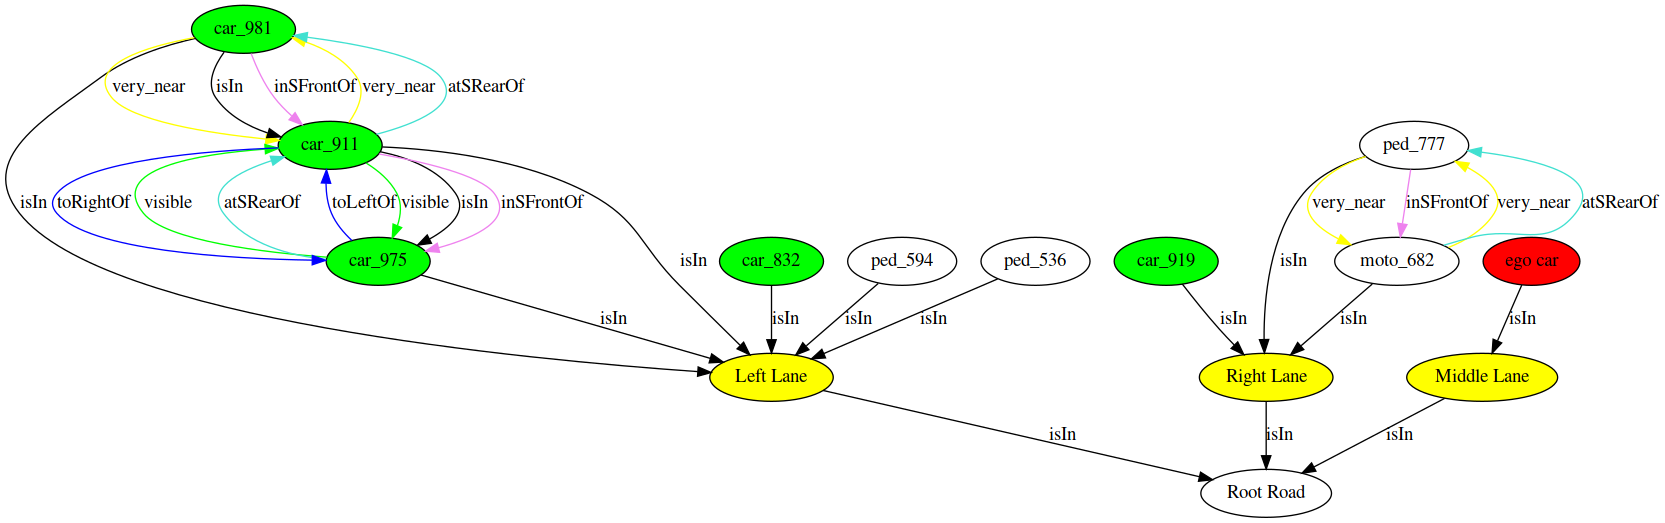 car_981
very_near isIn inSFrontOf very_near atSRearOf
car_911 ped_777
isIn toRightOf visible atSRearOf toLeftOf visible isIn inSFrontOf very_near inSFrontOf very_near atSRearOf
car_975 isIn car_832 ped_594 ped_536 car_919 isIn moto_682 ego car
isIn isIn isIn isIn isIn isIn isIn
Left Lane Right Lane Middle Lane
isIn isIn isIn
Root Road